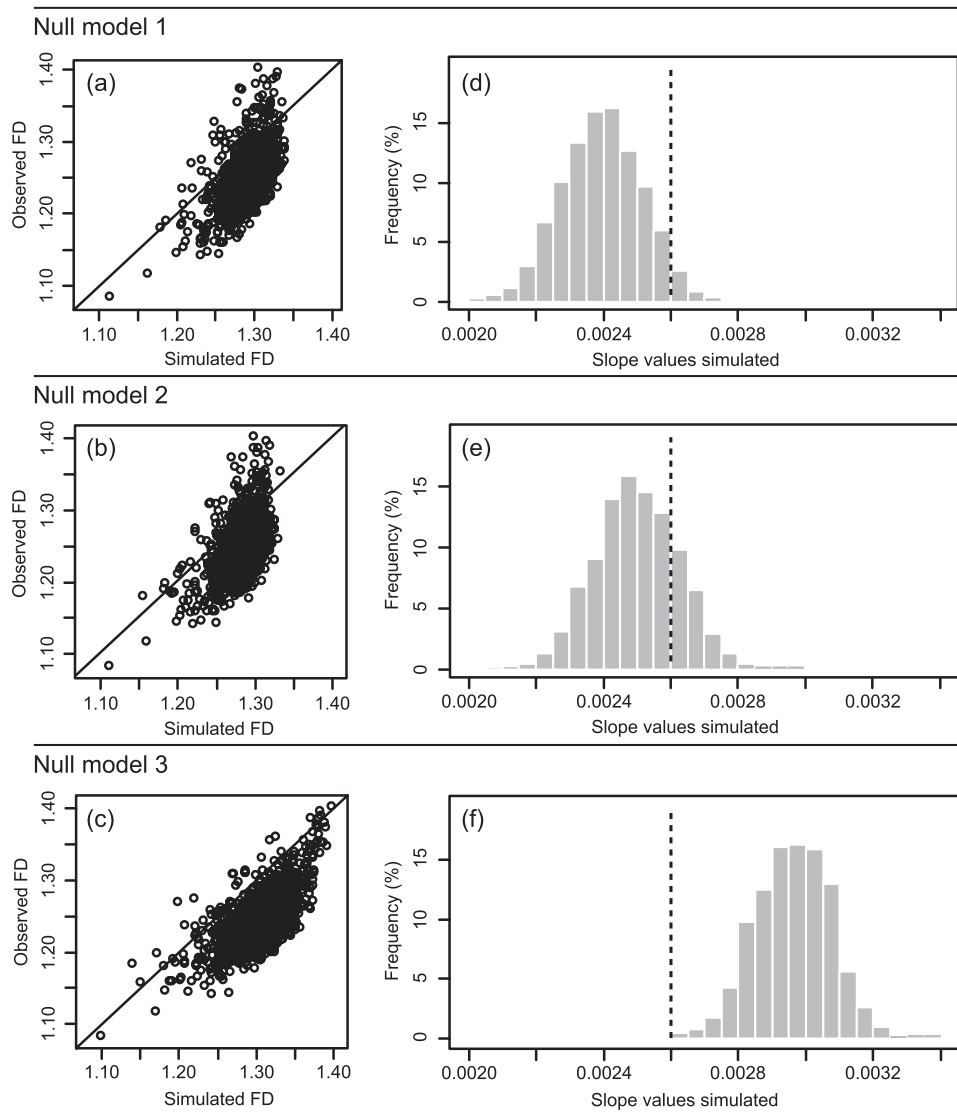 Null model 1
(a)
1.40
1.30
1.20
1.10
Observed FD
1.10 1.20 1.30 1.40
Simulated FD
(d)
15
10
5
0
Frequency (%)
0.0020 0.0024 0.0028 0.0032
Slope values simulated
Null model 2
(b)
1.40
1.30
1.20
1.10
Observed FD
1.10 1.20 1.30 1.40
Simulated FD
(e)
15
10
5
0
Frequency (%)
0.0020 0.0024 0.0028 0.0032
Slope values simulated
Null model 3
(c)
1.40
1.30
1.20
1.10
Observed FD
1.10 1.20 1.30 1.40
Simulated FD
(f)
15
10
5
0
Frequency (%)
0.0020 0.0024 0.0028 0.0032
Slope values simulated